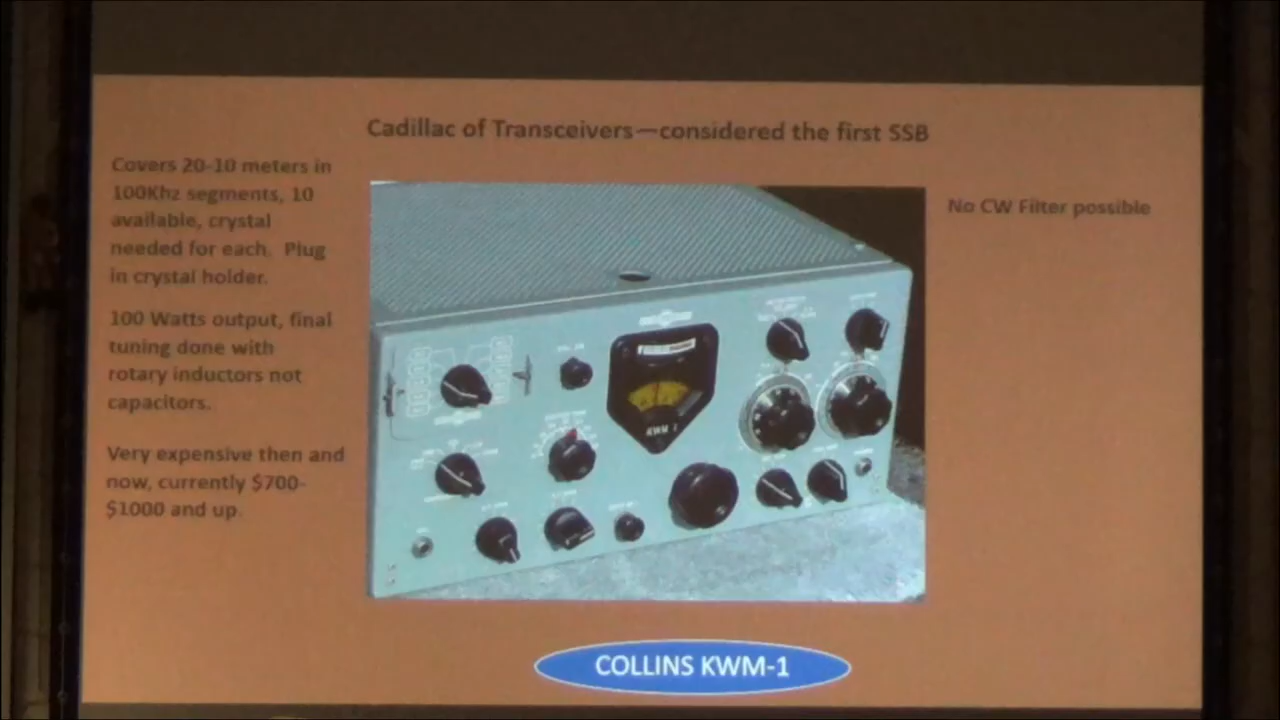 Cadillac of Transceivers—considered the first SSB
Covers 20-10 meters in
100Khz segments, 10
available, crystal
needed for each. Plug
in crystal holder.
100 Watts output, final
tuning done with
rotary inductors not
capacitors.
Very expensive then and
now, currently $700-
$1000 and up.
No CW Filter possible
KWM 1
COLLINS KWM-1